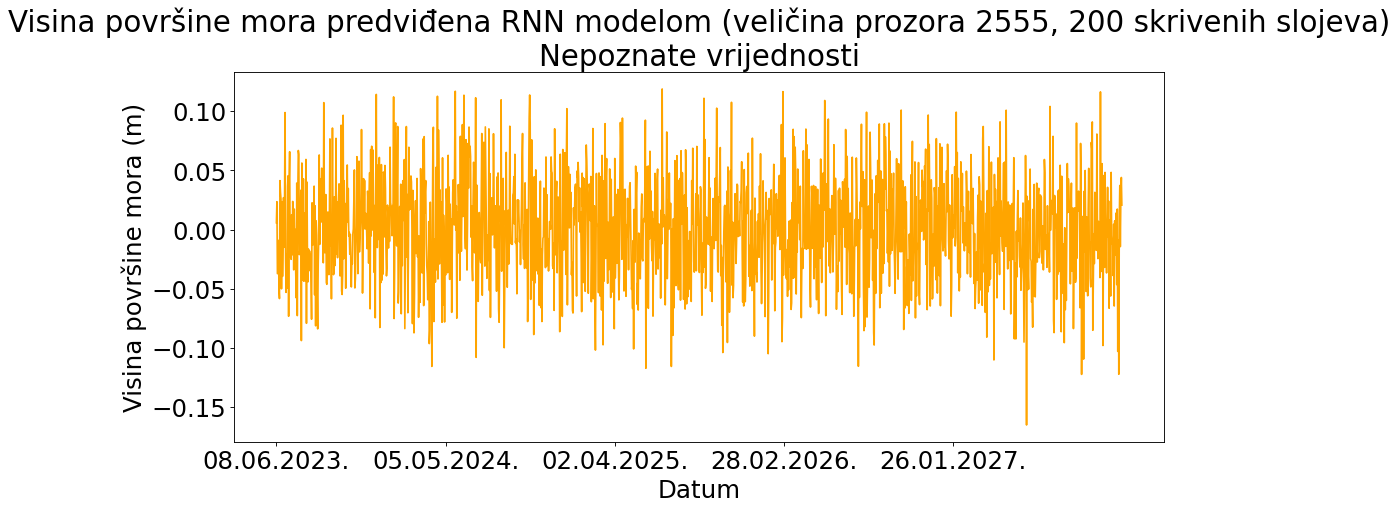 Visina površine mora predviđena RNN modelom (veličina prozora 2555, 200 skrivenih slojeva)
Nepoznate vrijednosti
Visina površine mora (m)
0.10
0.05
0.00
−0.05
−0.10
−0.15
08.06.2023. 05.05.2024. 02.04.2025. 28.02.2026. 26.01.2027.
Datum